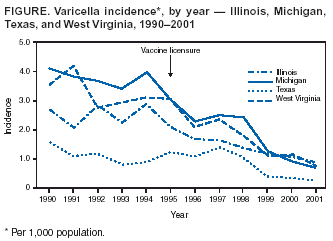 FIGURE. Varicella incidence*, by year — Illinois, Michigan,
Texas, and West Virginia, 1990–2001
5.0
4.0
3.0
2.0
1.0
0
Incidence
Vaccine licensure
Illinois
Michigan
Texas
West Virginia
1990 1991 1992 1993 1994 1995 1996 1997 1998 1999 2000 2001
Year
* Per 1,000 population.